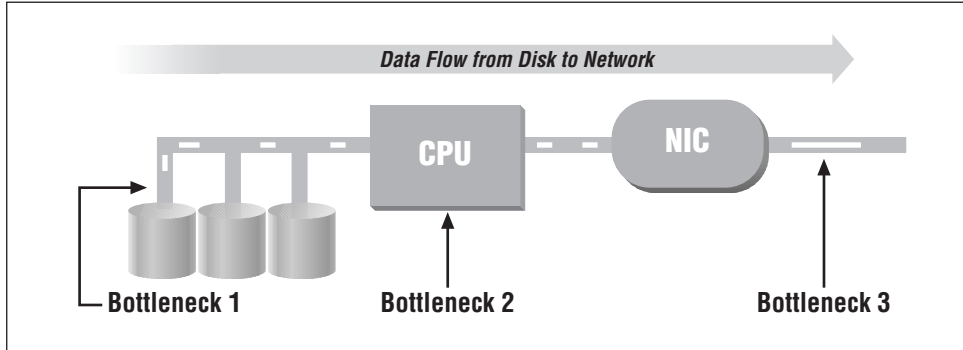 Data Flow from Disk to Network
CPU
NIC
Bottleneck 1
Bottleneck 2
Bottleneck 3